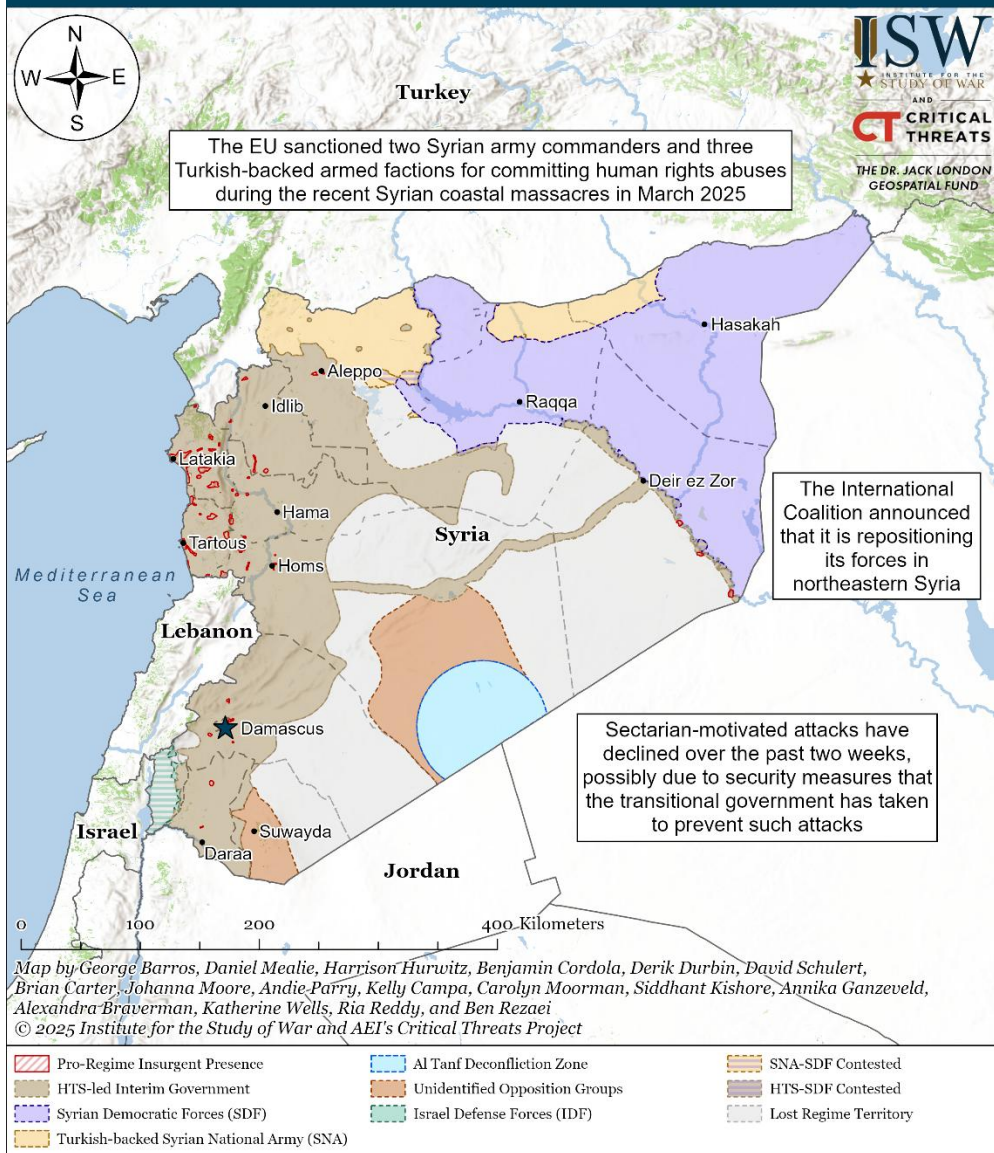 N
W E
S
ISW
INSTITUTE FOR THE
STUDY OF WAR
AND
CT CRITICAL
THREATS
THE DR. JACK LONDON
GEOSPATIAL FUND
Turkey
The EU sanctioned two Syrian army commanders and three
Turkish-backed armed factions for committing human rights abuses
during the recent Syrian coastal massacres in March 2025
Hasakah
Aleppo
Raqqa
Idlib
Latakia
Deir ez Zor
Hama
Syria
Tartous
Homs
The International
Coalition announced
that it is repositioning
its forces in
northeastern Syria
Mediterranean
Sea
Lebanon
Damascus
Sectarian-motivated attacks have
declined over the past two weeks,
possibly due to security measures that
the transitional government has taken
to prevent such attacks
Israel
Suwayda
Daraa
Jordan
0 100 200 400 Kilometers
Map by George Barros, Daniel Mealie, Harrison Hurwitz, Benjamin Cordola, Derik Durbin, David Schulert,
Brian Carter, Johanna Moore, Andie Parry, Kelly Campa, Carolyn Moorman, Siddhant Kishore, Annika Ganzeveld,
Alexandra Braverman, Katherine Wells, Ria Reddy, and Ben Rezaei
© 2025 Institute for the Study of War and AEI's Critical Threats Project
Pro-Regime Insurgent Presence
HTS-led Interim Government
Syrian Democratic Forces (SDF)
Turkish-backed Syrian National Army (SNA)
Al Tanf Deconfliction Zone
Unidentified Opposition Groups
Israel Defense Forces (IDF)
SNA-SDF Contested
HTS-SDF Contested
Lost Regime Territory